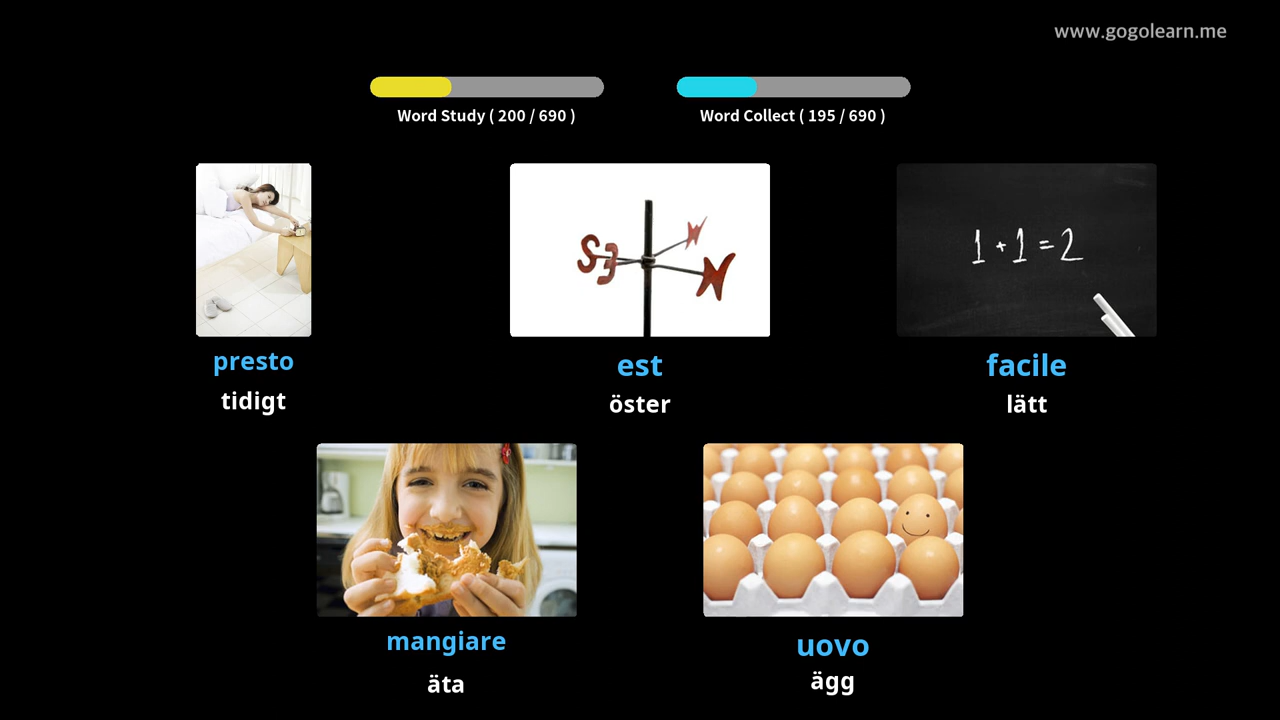 www.gogolearn.me
Word Study ( 200 / 690 )
Word Collect ( 195 / 690 )
S E N W
1 + 1 = 2
presto
tidigt
est
öster
facile
lätt
mangiare
äta
uovo
ägg